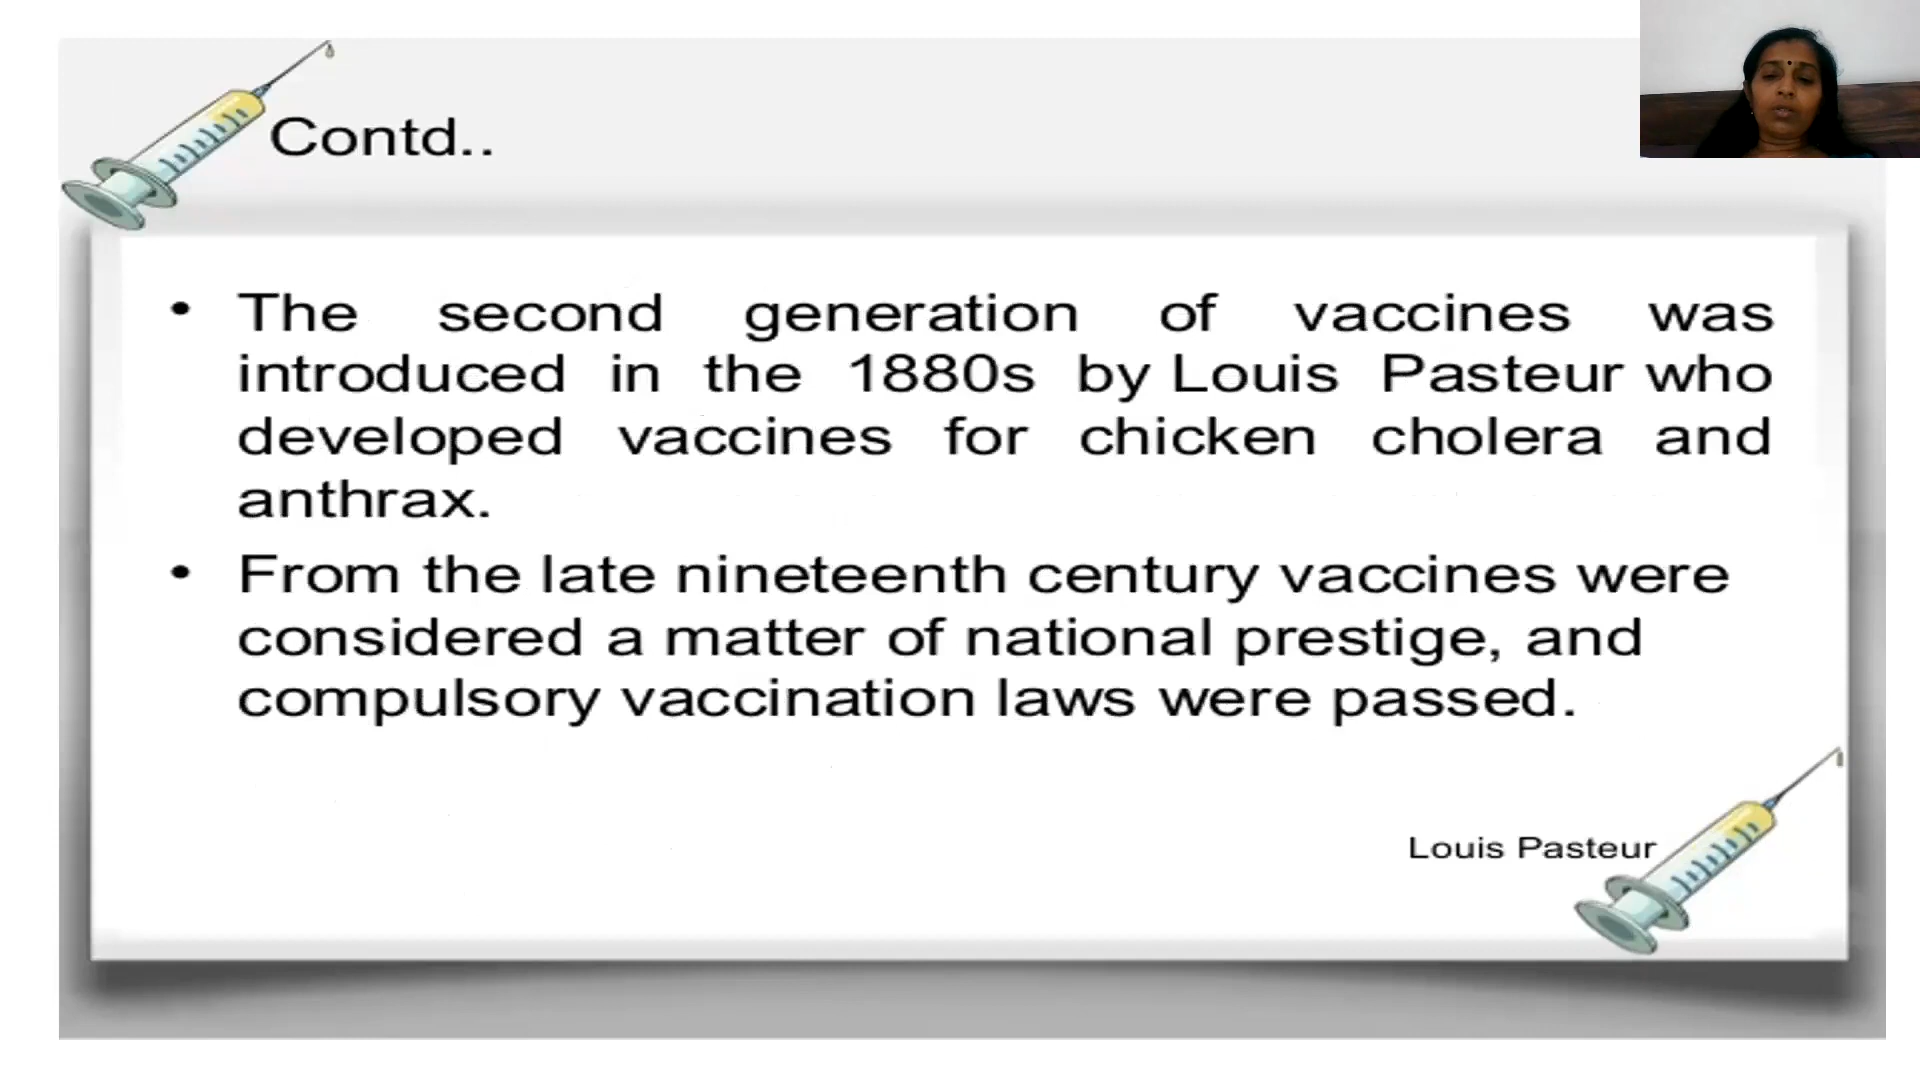 Contd..
• The second generation of vaccines was
introduced in the 1880s by Louis Pasteur who
developed vaccines for chicken cholera and
anthrax.
• From the late nineteenth century vaccines were
considered a matter of national prestige, and
compulsory vaccination laws were passed.
Louis Pasteur